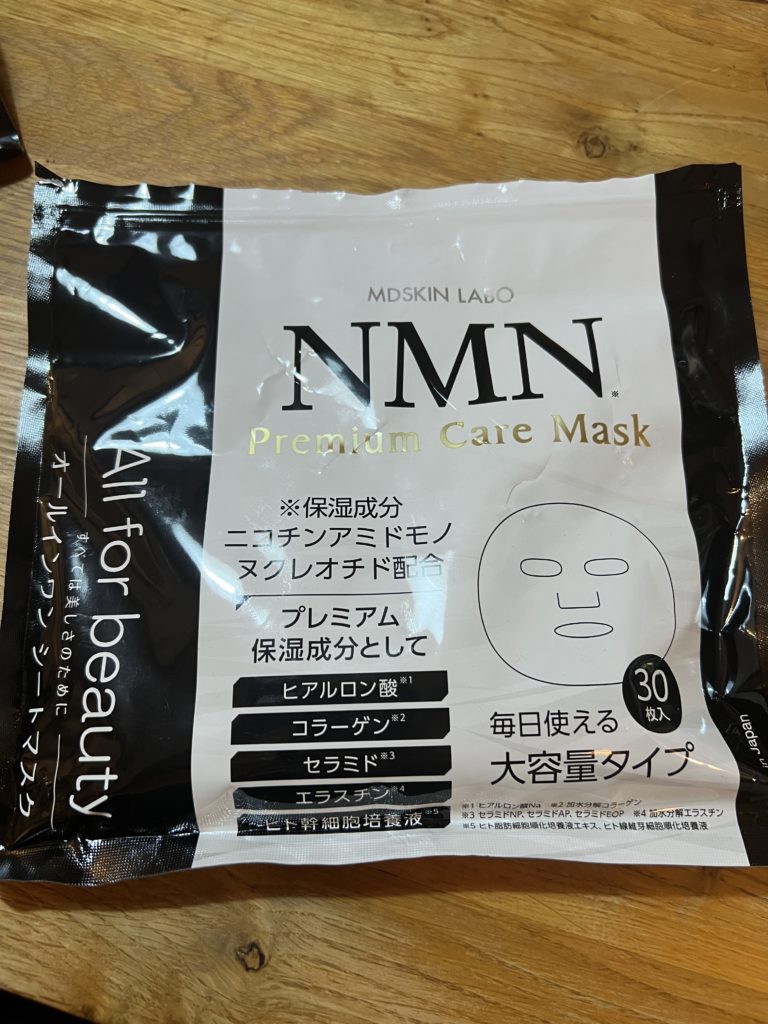 MDSKIN LABO
NMN※
Premium Care Mask
※保湿成分
ニコチンアミドモノ
ヌクレオチド配合
プレミアム
保湿成分として
ヒアルロン酸※1
コラーゲン※2
セラミド※3
エラスチン※4
ヒト幹細胞培養液※5
30
枚入
毎日使える
大容量タイプ
※1 ヒアルロン酸Na ※2 加水分解コラーゲン
※3 セラミドNP、セラミドAP、セラミドEOP ※4 加水分解エラスチン
※5 ヒト脂肪細胞順化培養液エキス、ヒト線維芽細胞順化培養液
All for beauty
すべては美しさのために
オールインワン シートマスク
Japan